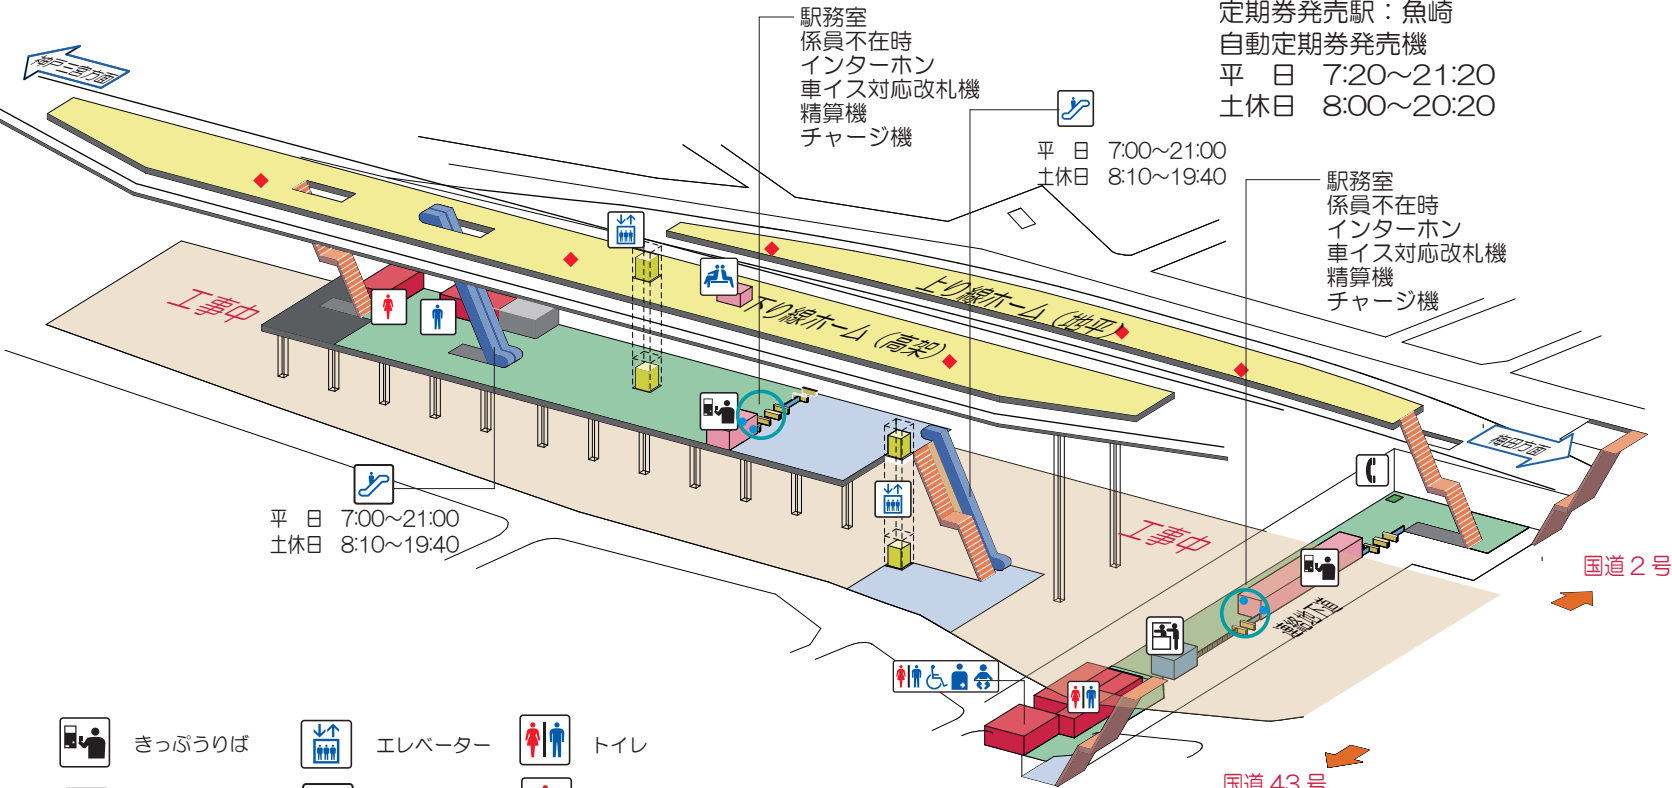 定期券発売駅：魚崎
自動定期券発売機
平　日　7:20～21:20
土休日　8:00～20:20
駅務室
係員不在時
インターホン
車イス対応改札機
精算機
チャージ機
神戸三宮方面
平　日　7:00～21:00
土休日　8:10～19:40
駅務室
係員不在時
インターホン
車イス対応改札機
精算機
チャージ機
工事中
下り線ホーム（高架）
上り線ホーム（地平）
梅田方面
平　日　7:00～21:00
土休日　8:10～19:40
工事中
国道２号
臨時地下道
きっぷうりば
エレベーター
トイレ
国道 43 号